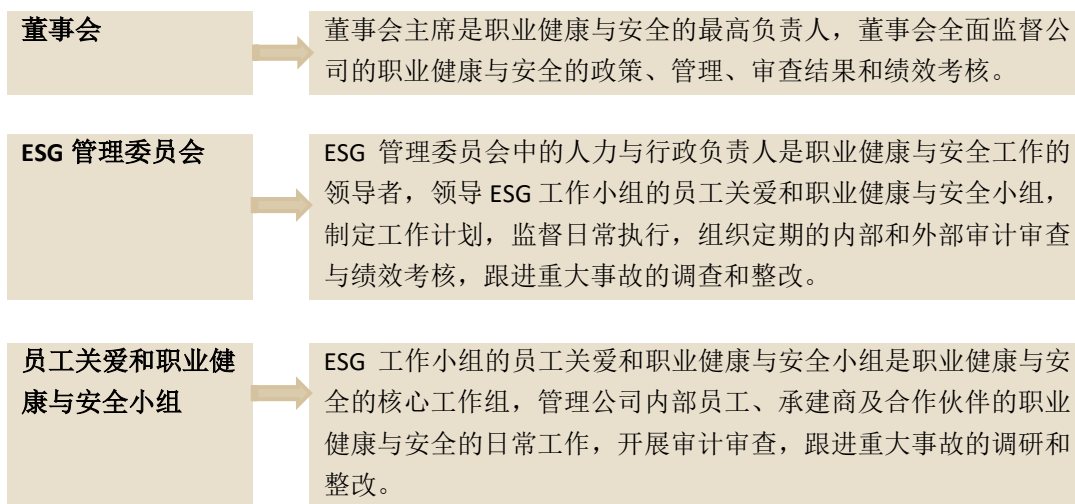 董事会
董事会主席是职业健康与安全的最高负责人，董事会全面监督公
司的职业健康与安全的政策、管理、审查结果和绩效考核。
ESG 管理委员会
ESG 管理委员会中的人力与行政负责人是职业健康与安全工作的
领导者，领导 ESG 工作小组的员工关爱和职业健康与安全小组，
制定工作计划，监督日常执行，组织定期的内部和外部审计审查
与绩效考核，跟进重大事故的调查和整改。
员工关爱和职业健
康与安全小组
ESG 工作小组的员工关爱和职业健康与安全小组是职业健康与安
全的核心工作组，管理公司内部员工、承建商及合作伙伴的职业
健康与安全的日常工作，开展审计审查，跟进重大事故的调研和
整改。